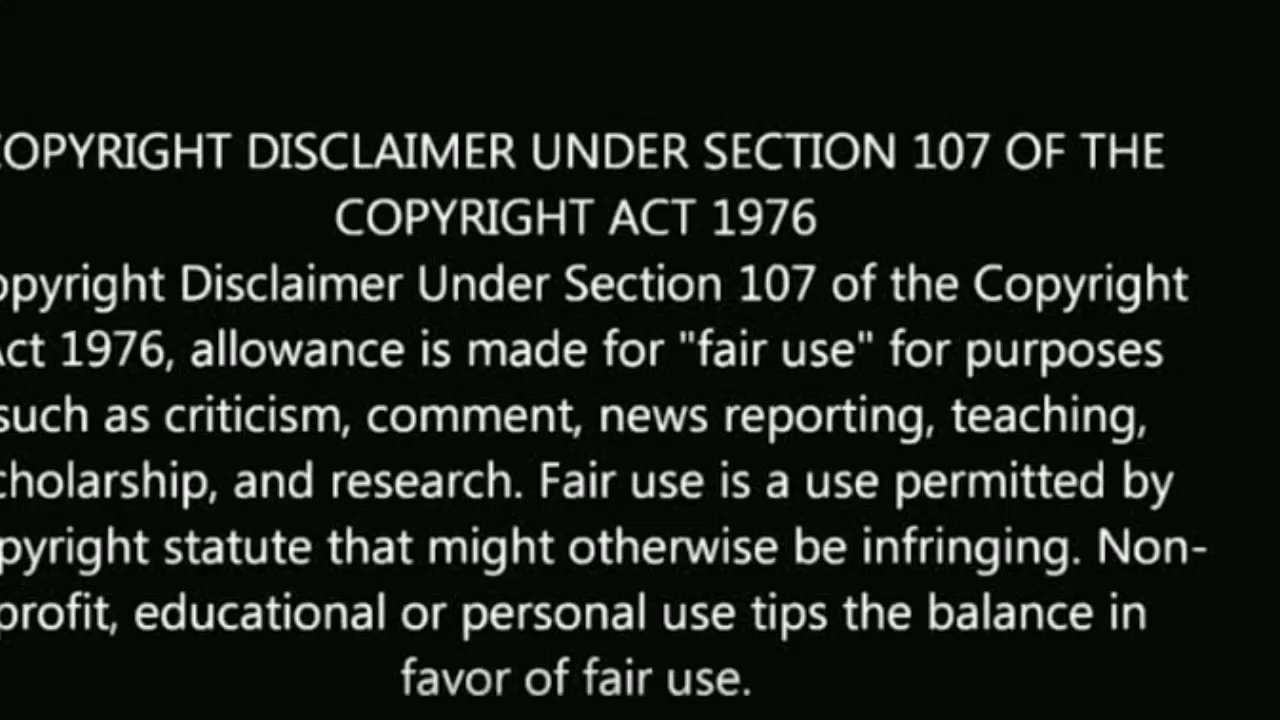 COPYRIGHT DISCLAIMER UNDER SECTION 107 OF THE
COPYRIGHT ACT 1976
opyright Disclaimer Under Section 107 of the Copyright
Act 1976, allowance is made for "fair use" for purposes
such as criticism, comment, news reporting, teaching,
cholarship, and research. Fair use is a use permitted by
pyright statute that might otherwise be infringing. Non-
profit, educational or personal use tips the balance in
favor of fair use.